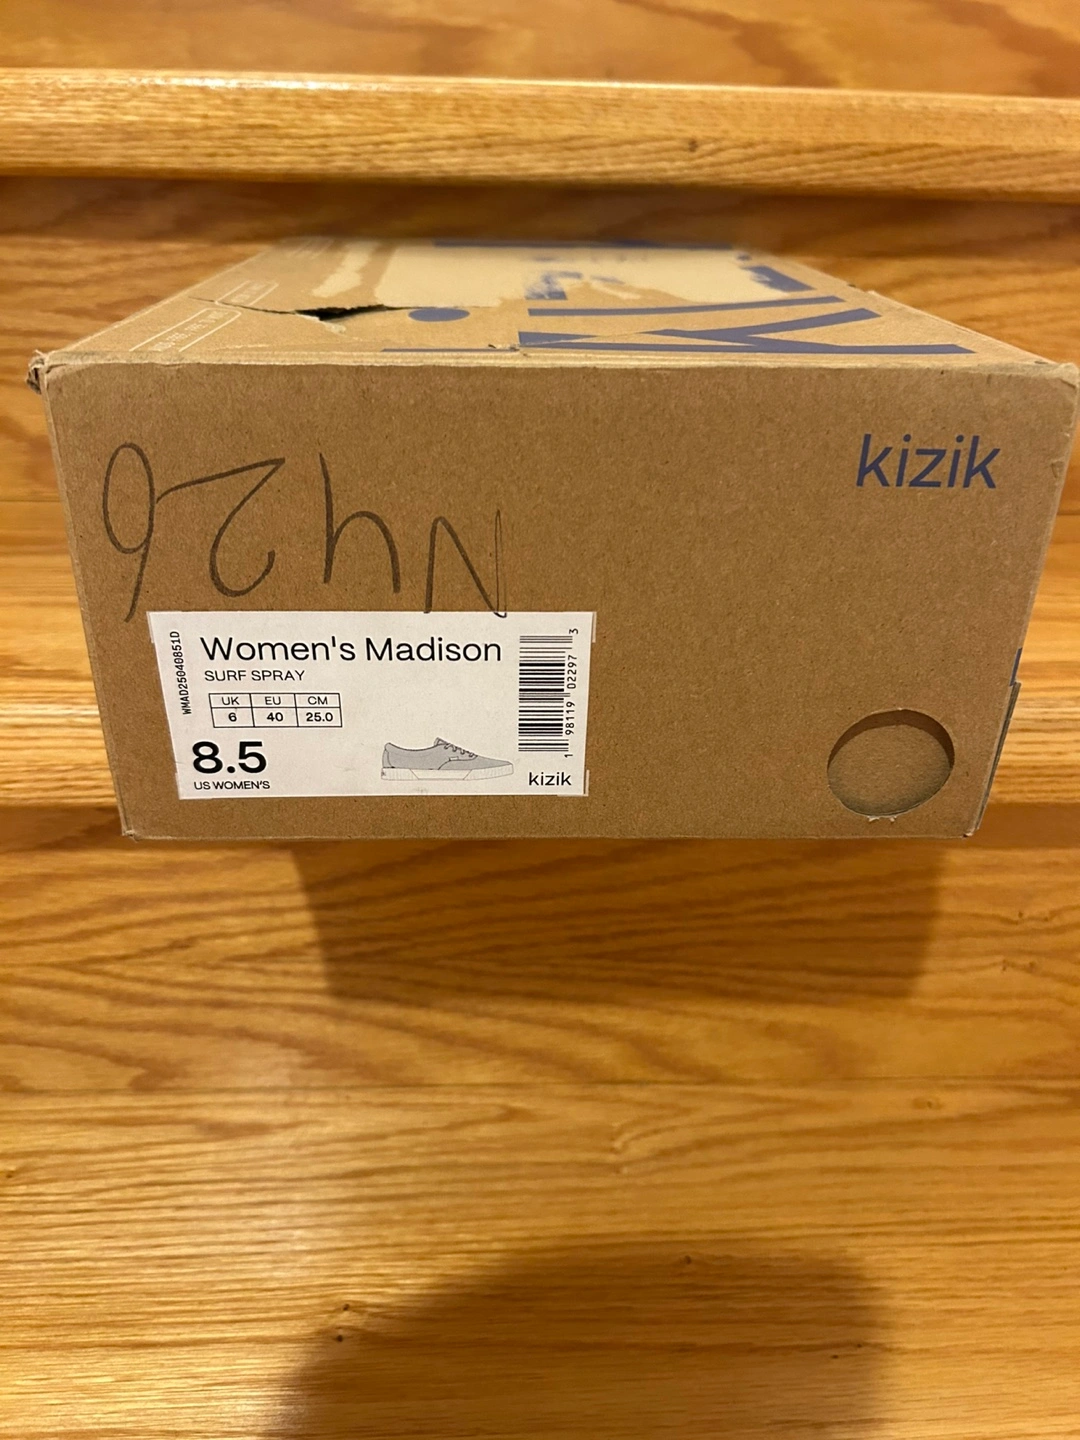 kizik
N426
WMAD25040851D
Women's Madison
SURF SPRAY
UK EU CM
6 40 25.0
8.5
US WOMEN'S
1 98119 02297 3
kizik